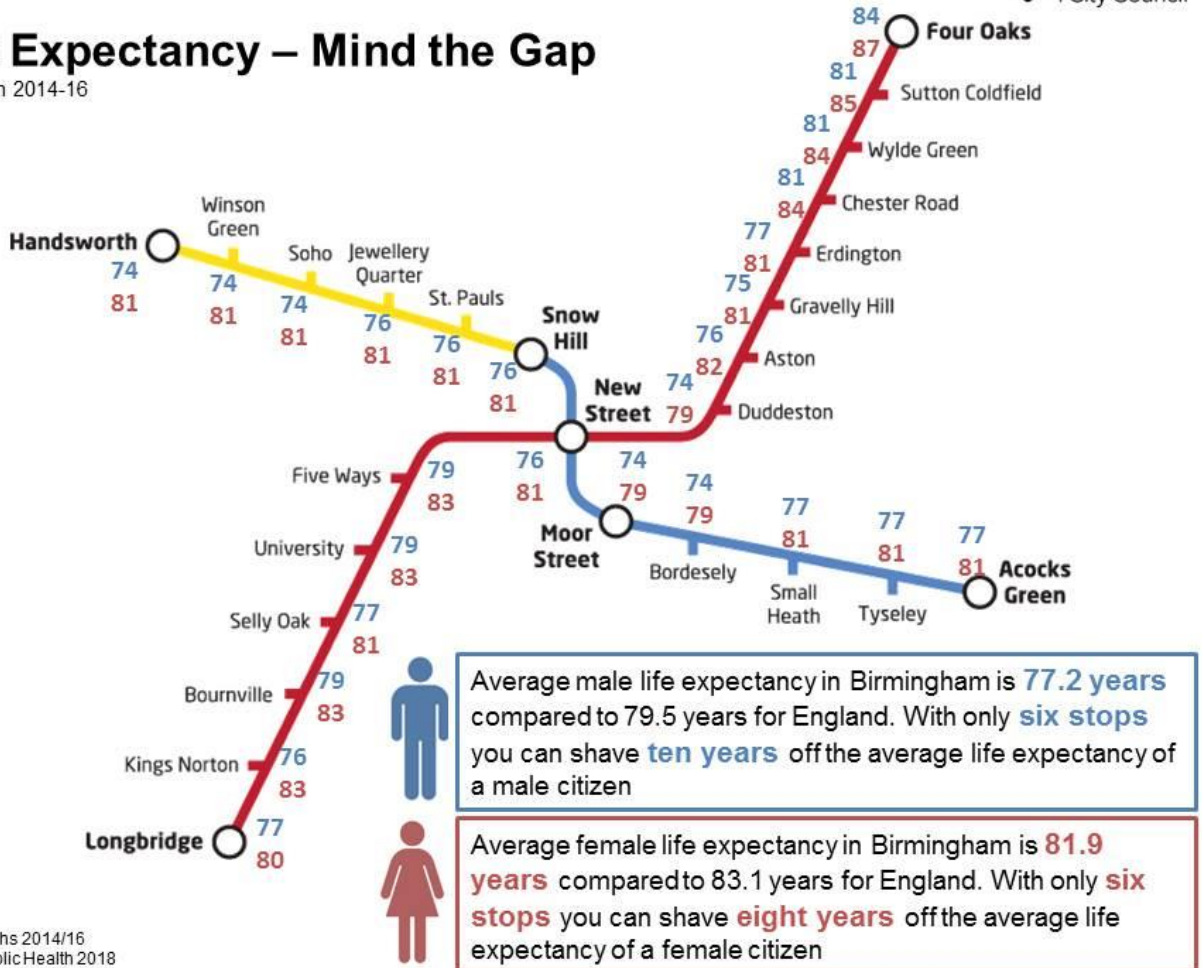 City Council
Expectancy – Mind the Gap
2014-16
84
87
Four Oaks
81
85
Sutton Coldfield
81
84
Wylde Green
81
84
Chester Road
77
81
Erdington
75
81
Gravelly Hill
76
82
Aston
74
79
Duddeston
Handsworth
74
81
Winson
Green
74
81
Soho
74
81
Jewellery
Quarter
76
81
St. Pauls
76
81
Snow
Hill
76
81
New
Street
76
81
Moor
Street
74
79
Bordesely
74
79
Small
Heath
77
81
Tyseley
77
81
Acocks
Green
77
81
Five Ways
79
83
University
79
83
Selly Oak
77
81
Bournville
79
83
Kings Norton
76
83
Longbridge
77
80
Average male life expectancy in Birmingham is 77.2 years
compared to 79.5 years for England. With only six stops
you can shave ten years off the average life expectancy of
a male citizen
Average female life expectancy in Birmingham is 81.9
years compared to 83.1 years for England. With only six
stops you can shave eight years off the average life
expectancy of a female citizen
ths 2014/16
blic Health 2018